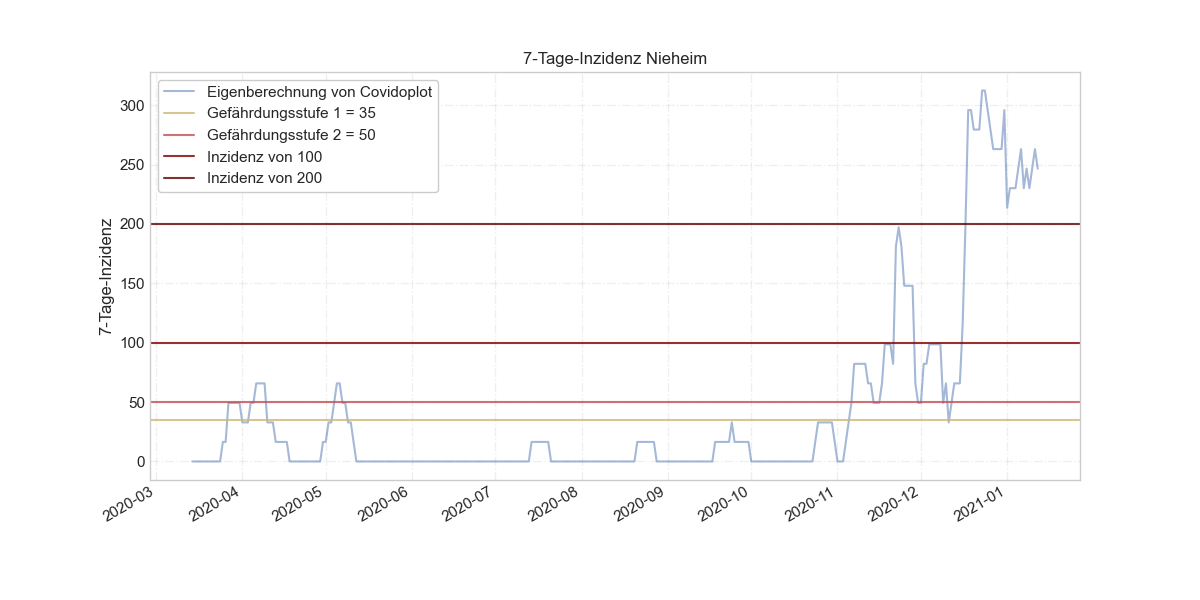 7-Tage-Inzidenz Nieheim
Eigenberechnung von Covidoplot
Gefährdungsstufe 1 = 35
Gefährdungsstufe 2 = 50
Inzidenz von 100
Inzidenz von 200
7-Tage-Inzidenz
300
250
200
150
100
50
0
2020-03
2020-04
2020-05
2020-06
2020-07
2020-08
2020-09
2020-10
2020-11
2020-12
2021-01